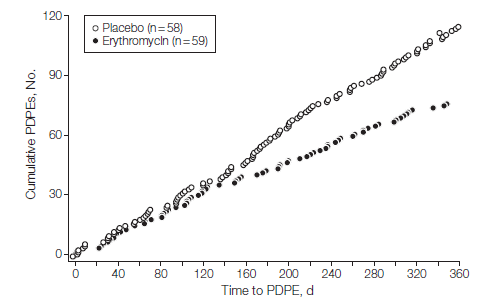 120
Placebo (n=58)
Erythromycin (n=59)
90
60
30
0
Cumulative PDPEs, No.
0 40 80 120 160 200 240 280 320 360
Time to PDPE, d